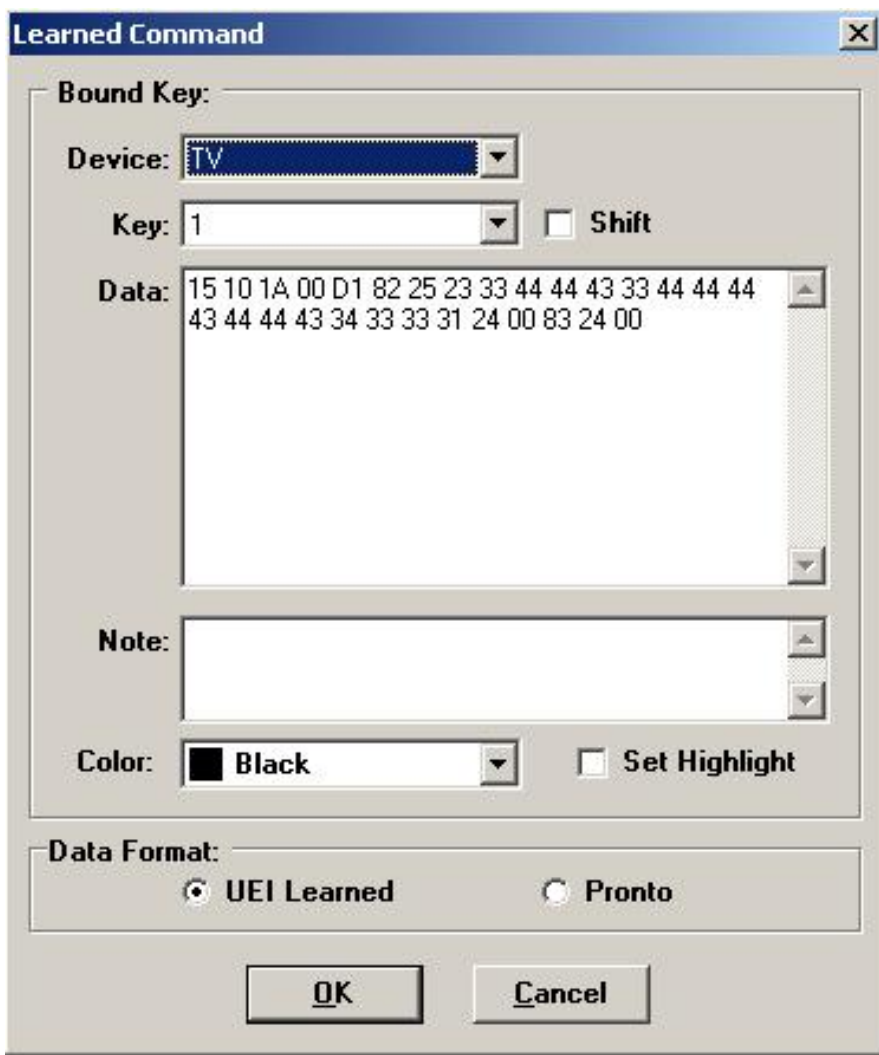 Learned Command
Bound Key:
Device: TV
Key: 1 Shift
Data: 15 10 1A 00 D1 82 25 23 33 44 44 43 33 44 44 44
43 44 44 43 34 33 33 31 24 00 83 24 00
Note:
Color: Black Set Highlight
Data Format:
UEI Learned Pronto
OK Cancel